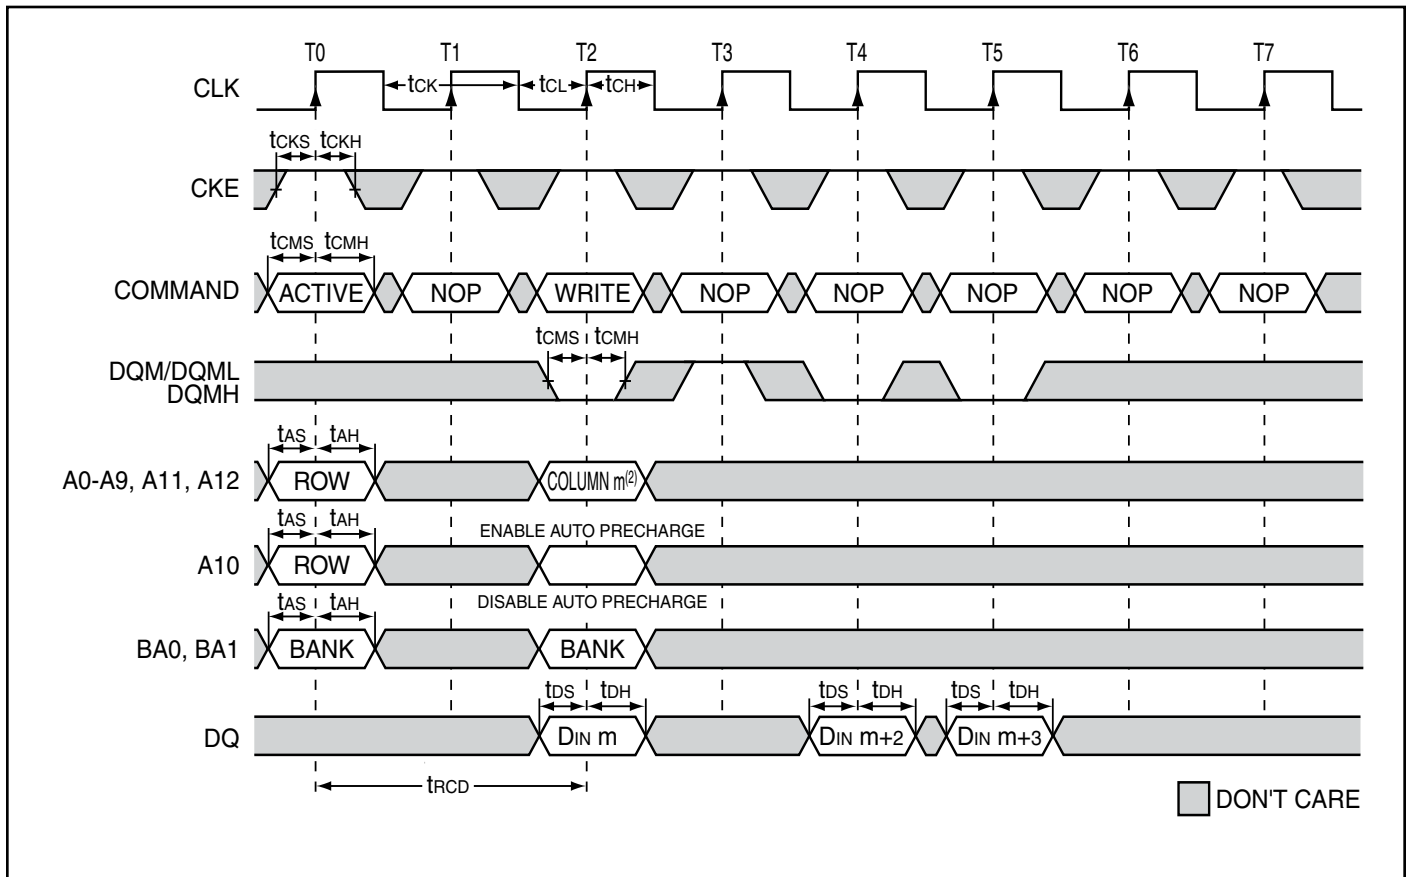 T0 T1 T2 T3 T4 T5 T6 T7
CLK tCK tCL tCH
tCKS tCKH
CKE
tCMS tCMH
COMMAND ACTIVE NOP WRITE NOP NOP NOP NOP NOP
tCMS tCMH
DQM/DQML
DQMH
tAS tAH
A0-A9, A11, A12 ROW COLUMN m(2)
tAS tAH ENABLE AUTO PRECHARGE
A10 ROW
tAS tAH DISABLE AUTO PRECHARGE
BA0, BA1 BANK BANK
tDS tDH tDS tDH tDS tDH
DQ DIN m DIN m+2 DIN m+3
tRCD
DON'T CARE